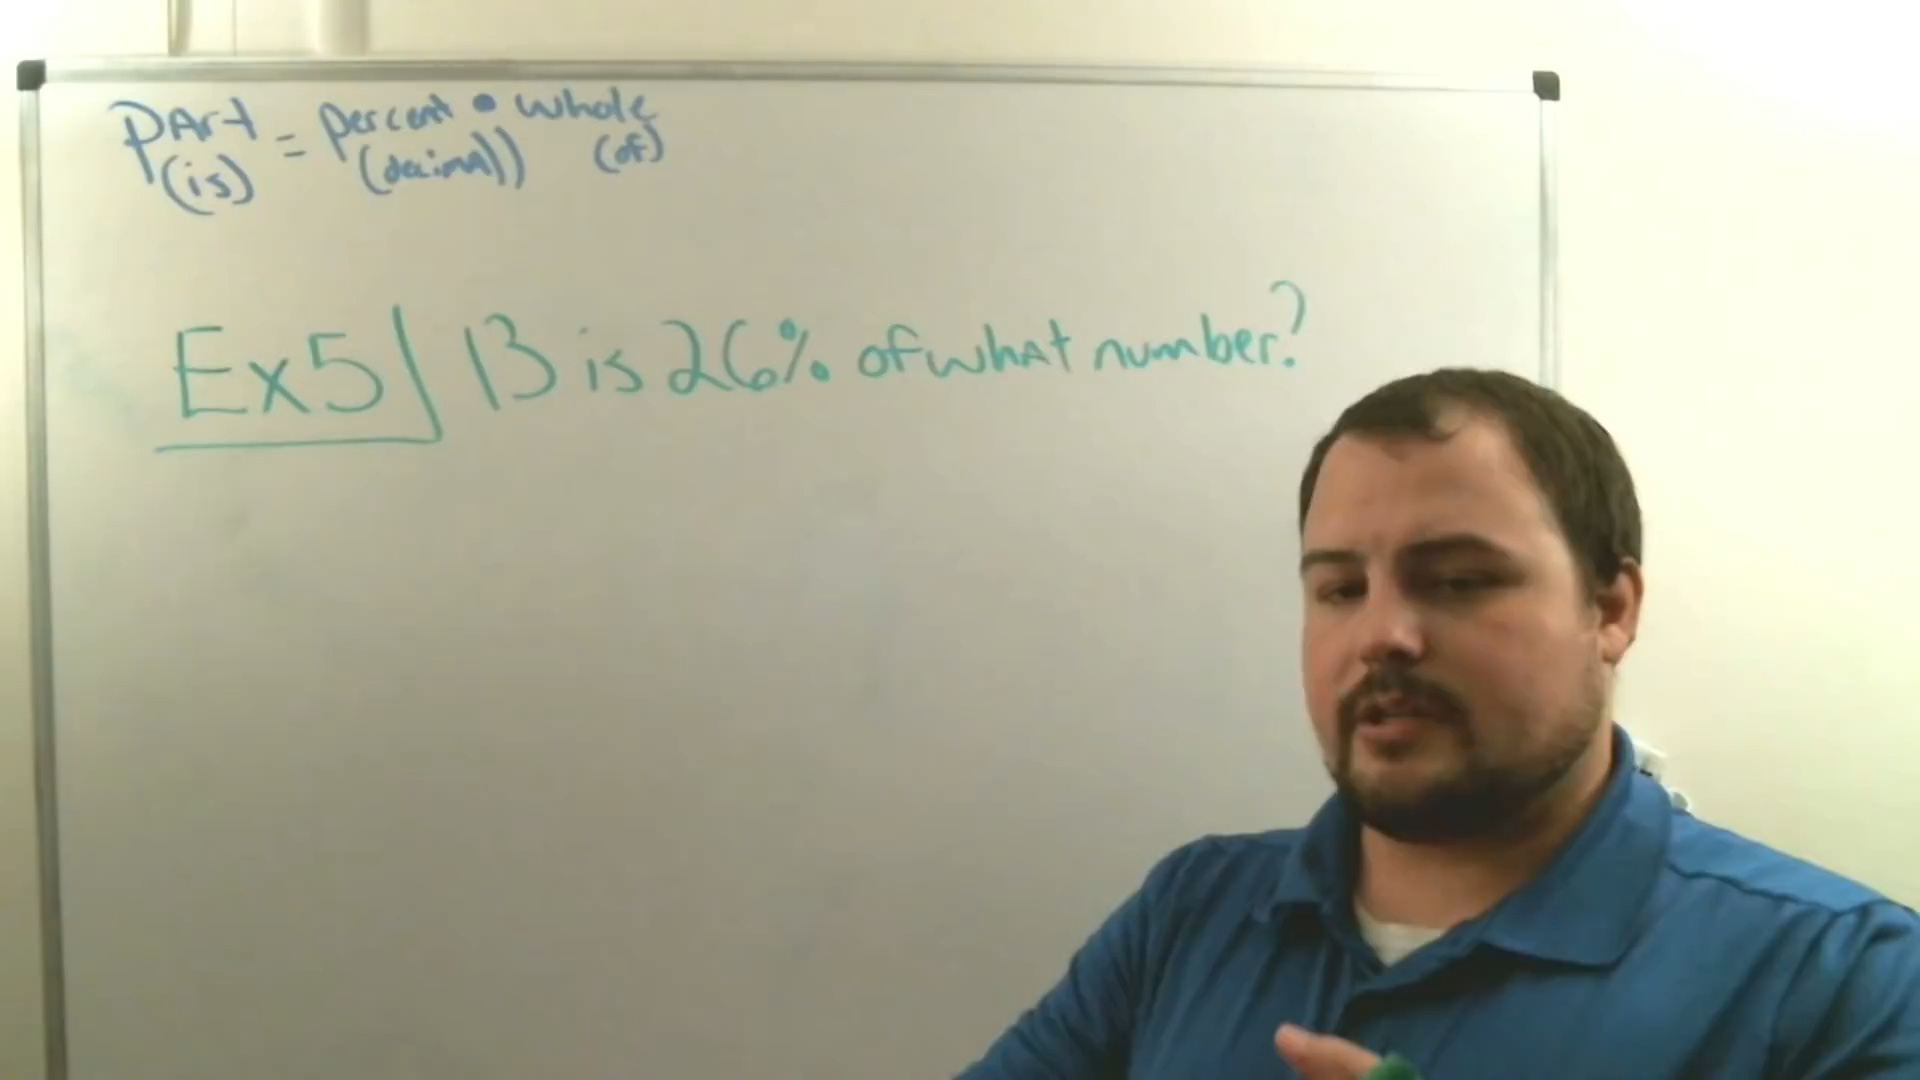 PArt = Percent • whole
(is) (decimal) (of)
Ex5 13 is 26% of whAt number?